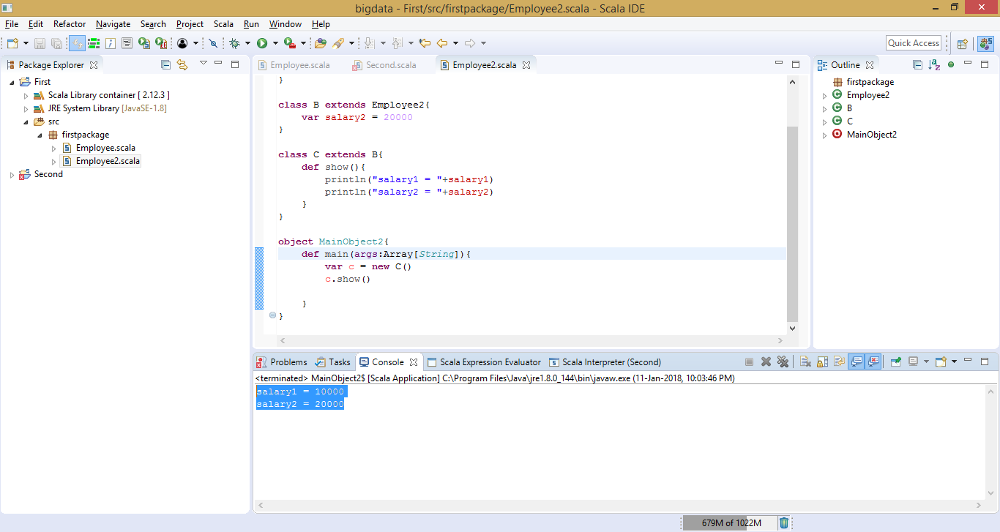 bigdata - First/src/firstpackage/Employee2.scala - Scala IDE
File Edit Refactor Navigate Search Project Scala Run Window Help
Quick Access
Package Explorer
First
Scala Library container [ 2.12.3 ]
JRE System Library [JavaSE-1.8]
src
firstpackage
Employee.scala
Employee2.scala
Second
Employee.scala Second.scala Employee2.scala
}
class B extends Employee2{
    var salary2 = 20000
}
class C extends B{
    def show(){
        println("salary1 = "+salary1)
        println("salary2 = "+salary2)
    }
}
object MainObject2{
    def main(args:Array[String]){
        var c = new C()
        c.show()
    }
}
Outline
firstpackage
Employee2
B
C
MainObject2
Problems Tasks Console Scala Expression Evaluator Scala Interpreter (Second)
<terminated> MainObject2$ [Scala Application] C:\Program Files\Java\jre1.8.0_144\bin\javaw.exe (11-Jan-2018, 10:03:46 PM)
salary1 = 10000
salary2 = 20000
679M of 1022M